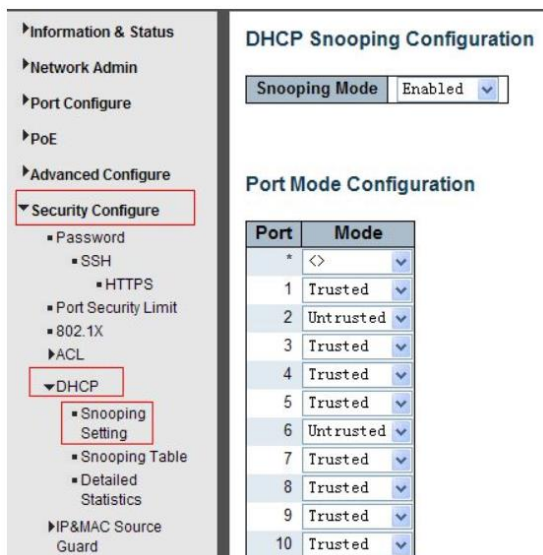 Information & Status
Network Admin
Port Configure
PoE
Advanced Configure
Security Configure
Password
SSH
HTTPS
Port Security Limit
802.1X
ACL
DHCP
Snooping
Setting
Snooping Table
Detailed
Statistics
IP&MAC Source
Guard
DHCP Snooping Configuration
Snooping Mode Enabled
Port Mode Configuration
Port Mode
* <>
1 Trusted
2 Untrusted
3 Trusted
4 Trusted
5 Trusted
6 Untrusted
7 Trusted
8 Trusted
9 Trusted
10 Trusted